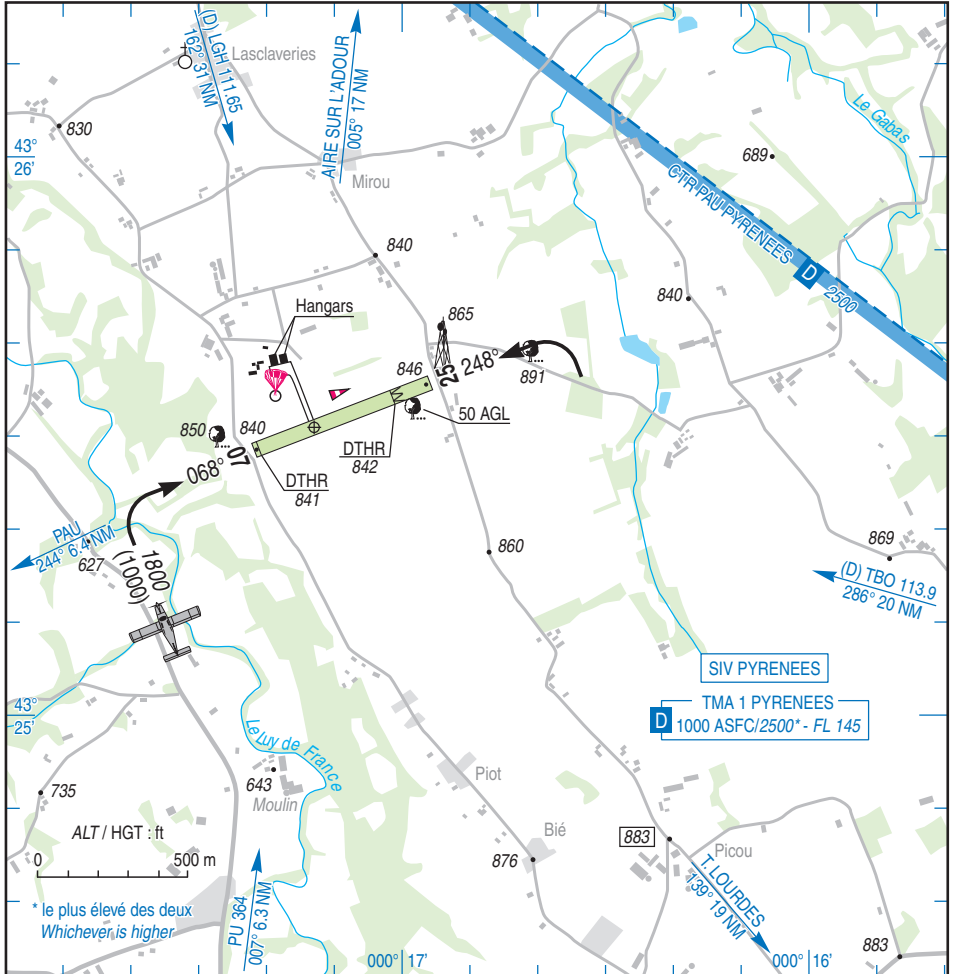 (D) LGH 111.65
162° 31 NM
Lasclaveries
AIRE SUR L'ADOUR
005° 17 NM
Le Gabas
830
43°
26'
Mirou
689
CTR PAU PYRENEES
D
2500
840
840
Hangars
865
846
25
248°
891
50 AGL
850
840
DTHR
842
07
068°
DTHR
841
PAU
244° 6.4 NM
627
1800
(1000)
860
869
(D) TBO 113.9
286° 20 NM
SIV PYRENEES
TMA 1 PYRENEES
D
1000 ASFC/2500* - FL 145
43°
25'
Le Luy de France
643
Moulin
735
Piot
Bié
883
Picou
876
ALT / HGT : ft
0
500 m
* le plus élevé des deux
Whichever is higher
PU 364
007° 6.3 NM
T. LOURDES
139° 19 NM
883
000° 17'
000° 16'